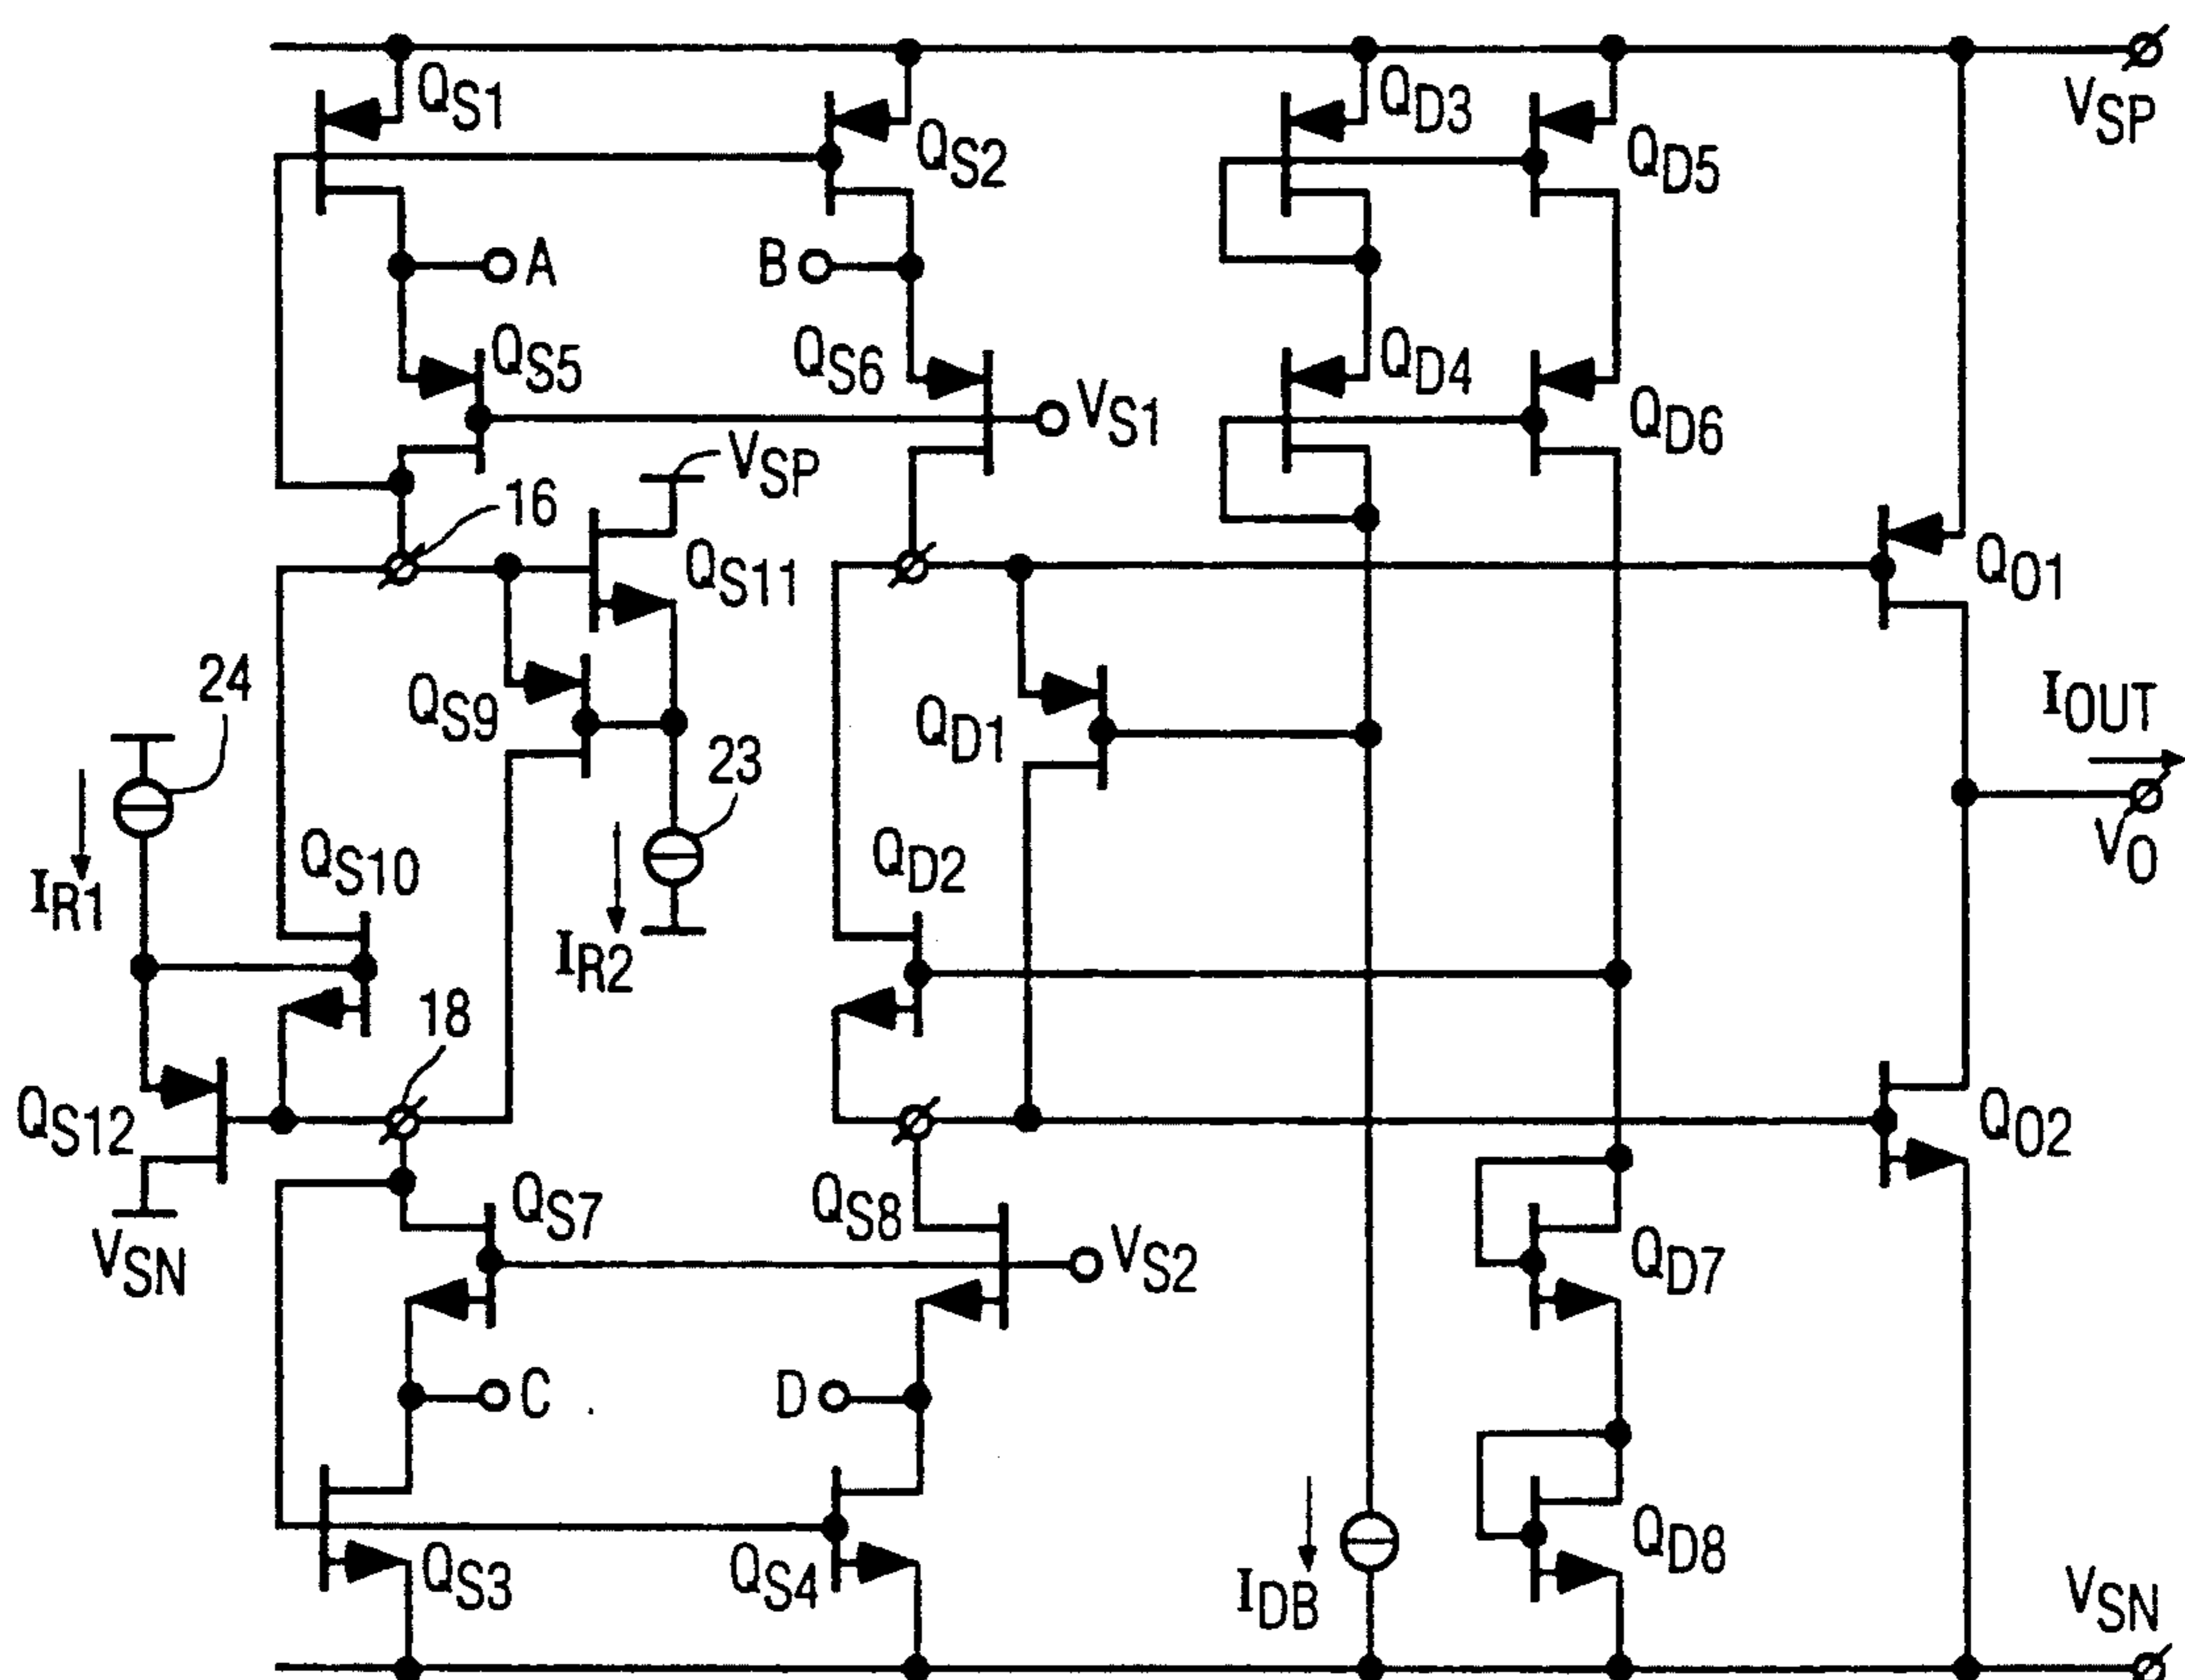 QS1
QS2
QD3
QD5
VSP
A
B
QS5
QS6
VS1
QD4
QD6
VSP
16
QS11
QO1
24
QS9
23
QD1
IOUT
VO
IR1
QS10
IR2
QD2
18
QS12
QO2
VSN
QS7
QS8
VS2
QD7
C
D
QS3
QS4
IDB
QD8
VSN